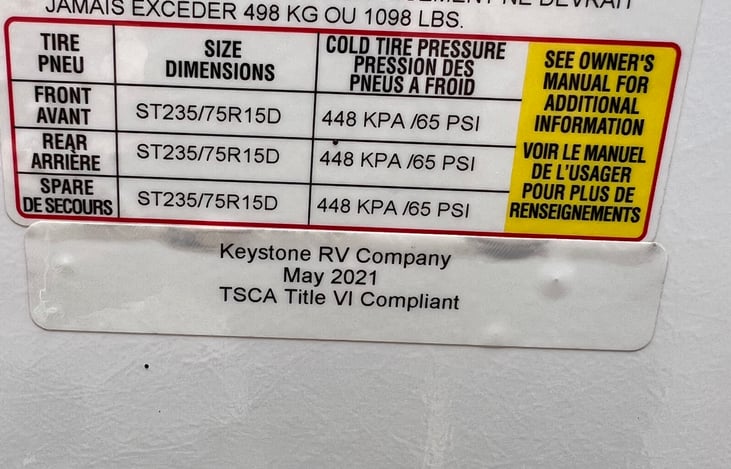 JAMAIS EXCÉDER 498 KG OU 1098 LBS.
TIRE
PNEU
SIZE
DIMENSIONS
COLD TIRE PRESSURE
PRESSION DES
PNEUS A FROID
SEE OWNER'S
MANUAL FOR
ADDITIONAL
INFORMATION
VOIR LE MANUEL
DE L'USAGER
POUR PLUS DE
RENSEIGNEMENTS
FRONT
AVANT
ST235/75R15D
448 KPA /65 PSI
REAR
ARRIÈRE
ST235/75R15D
448 KPA /65 PSI
SPARE
DE SECOURS
ST235/75R15D
448 KPA /65 PSI
Keystone RV Company
May 2021
TSCA Title VI Compliant